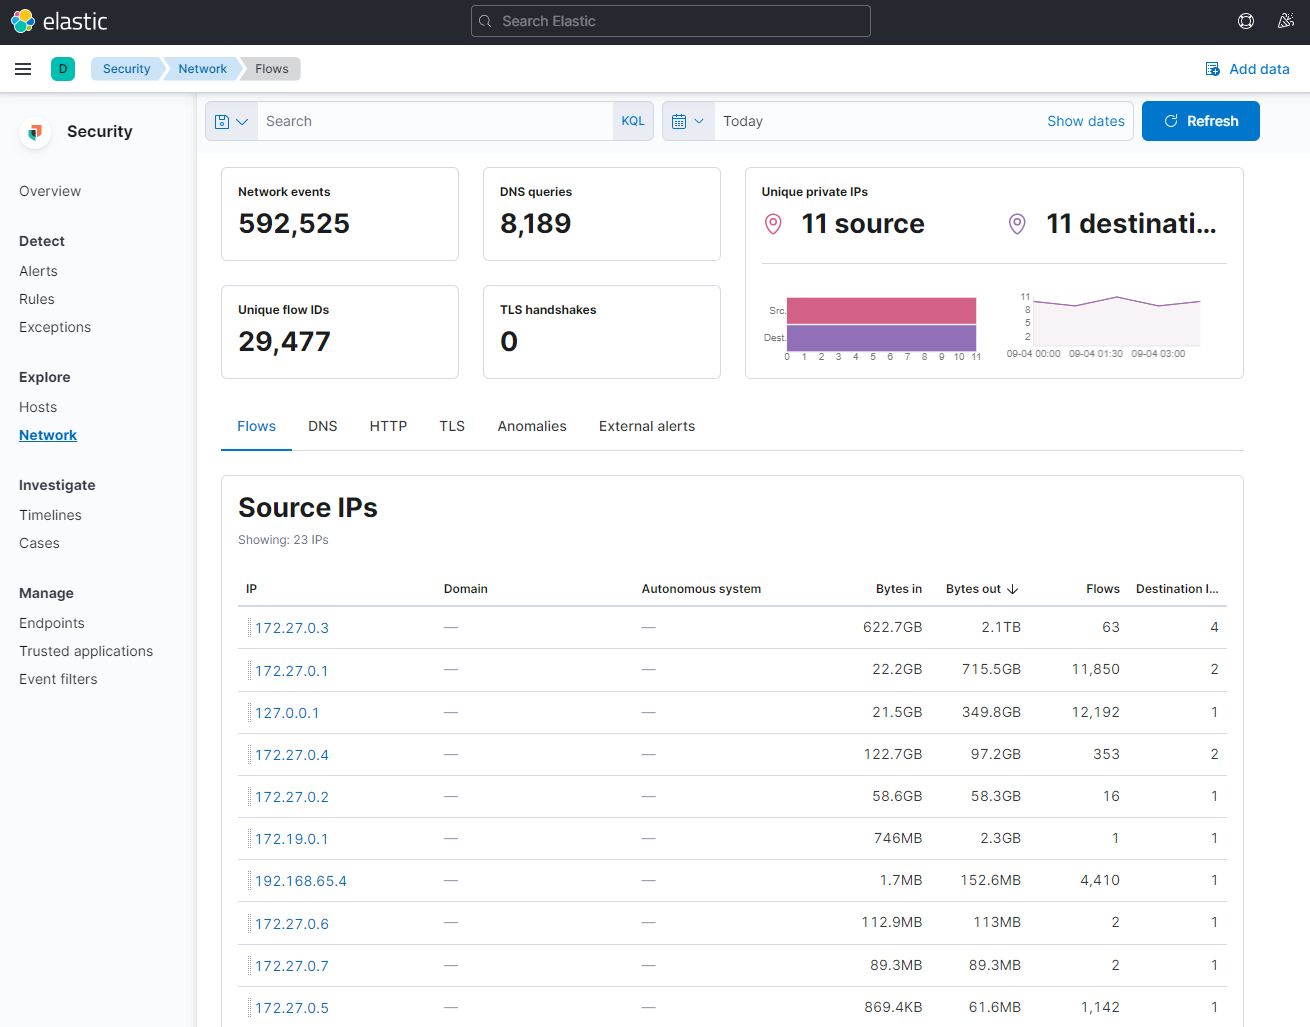 elastic
Search Elastic
D
Security
Network
Flows
Add data
Security
Search
KQL
Today
Show dates
Refresh
Overview
Detect
Alerts
Rules
Exceptions
Explore
Hosts
Network
Investigate
Timelines
Cases
Manage
Endpoints
Trusted applications
Event filters
Network events
592,525
DNS queries
8,189
Unique flow IDs
29,477
TLS handshakes
0
Unique private IPs
11 source
11 destinati...
Src.
Dest.
0 1 2 3 4 5 6 7 8 9 10 11
11
8
5
2
09-04 00:00 09-04 01:30 09-04 03:00
Flows DNS HTTP TLS Anomalies External alerts
Source IPs
Showing: 23 IPs
IP Domain Autonomous system Bytes in Bytes out Flows Destination I...
172.27.0.3 — — 622.7GB 2.1TB 63 4
172.27.0.1 — — 22.2GB 715.5GB 11,850 2
127.0.0.1 — — 21.5GB 349.8GB 12,192 1
172.27.0.4 — — 122.7GB 97.2GB 353 2
172.27.0.2 — — 58.6GB 58.3GB 16 1
172.19.0.1 — — 746MB 2.3GB 1 1
192.168.65.4 — — 1.7MB 152.6MB 4,410 1
172.27.0.6 — — 112.9MB 113MB 2 1
172.27.0.7 — — 89.3MB 89.3MB 2 1
172.27.0.5 — — 869.4KB 61.6MB 1,142 1